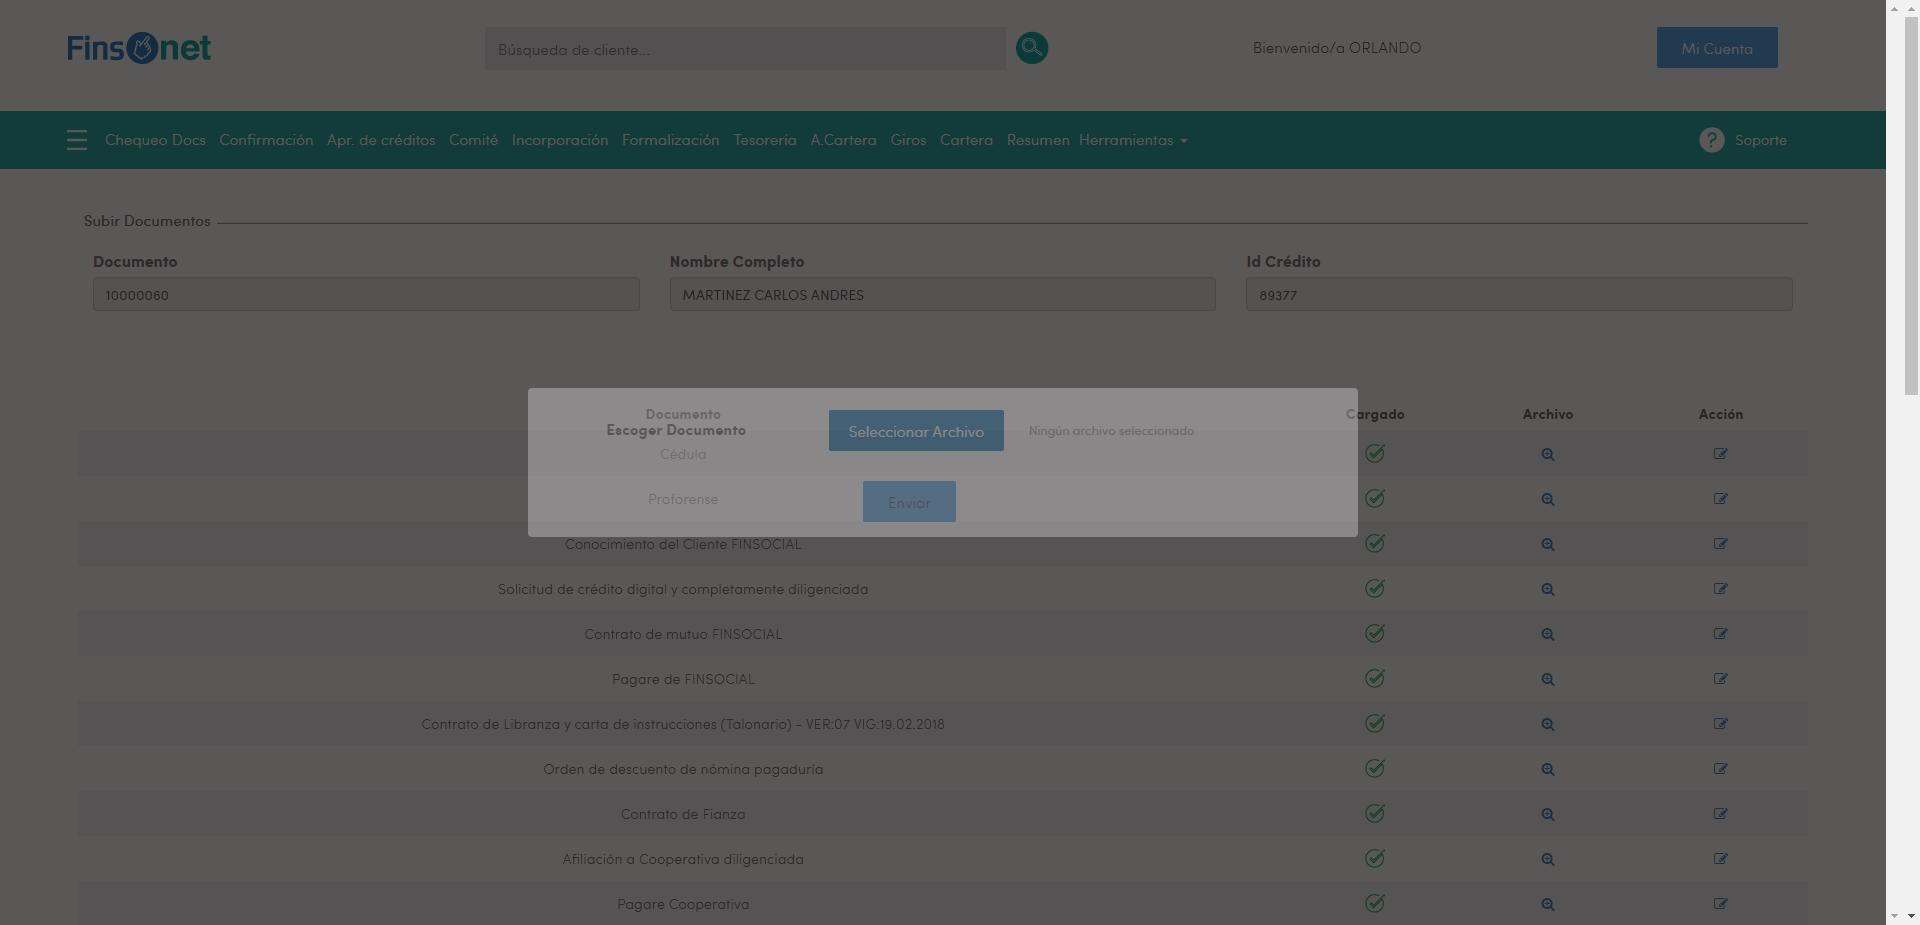 Finsonet
Búsqueda de cliente...
Bienvenido/a ORLANDO
Mi Cuenta
Chequeo Docs Confirmación Apr. de créditos Comité Incorporación Formalización Tesorería A.Cartera Giros Cartera Resumen Herramientas
? Soporte
Subir Documentos
Documento Nombre Completo Id Crédito
10000060 MARTINEZ CARLOS ANDRES 89377
Documento Cargado Archivo Acción
Escoger Documento Seleccionar Archivo Ningún archivo seleccionado
Cédula
Proforense
Enviar
Conocimiento del Cliente FINSOCIAL
Solicitud de crédito digital y completamente diligenciada
Contrato de mutuo FINSOCIAL
Pagare de FINSOCIAL
Contrato de Libranza y carta de instrucciones (Talonario) - VER:07 VIG:19.02.2018
Orden de descuento de nómina pagaduría
Contrato de Fianza
Afiliación a Cooperativa diligenciada
Pagare Cooperativa